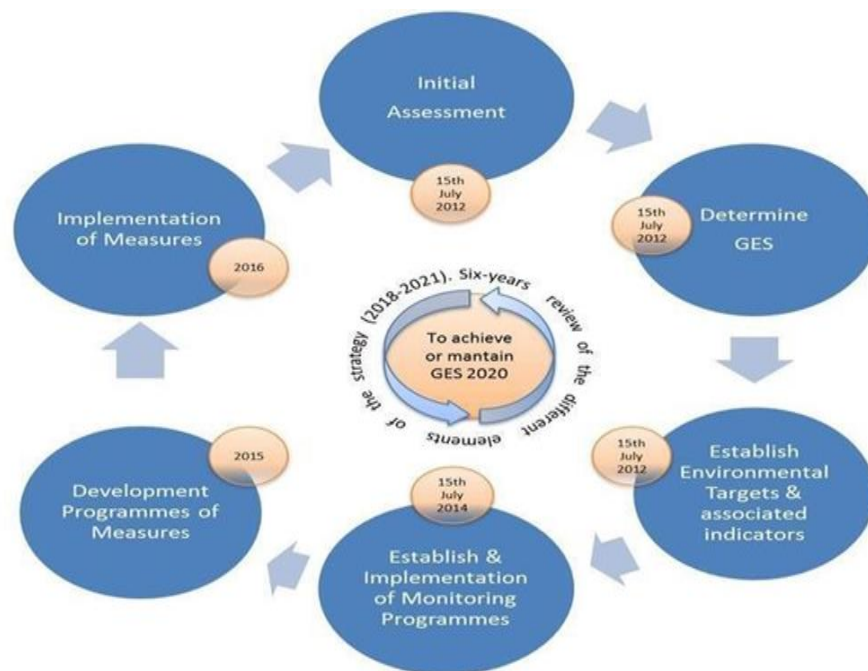 Initial
Assessment
15th
July
2012
Determine
GES
15th
July
2012
Establish
Environmental
Targets &
associated
indicators
15th
July
2012
Establish &
Implementation
of Monitoring
Programmes
15th
July
2014
Development
Programmes of
Measures
2015
Implementation
of Measures
2016
Six-years review of the different elements of the strategy (2018-2021).
To achieve
or mantain
GES 2020